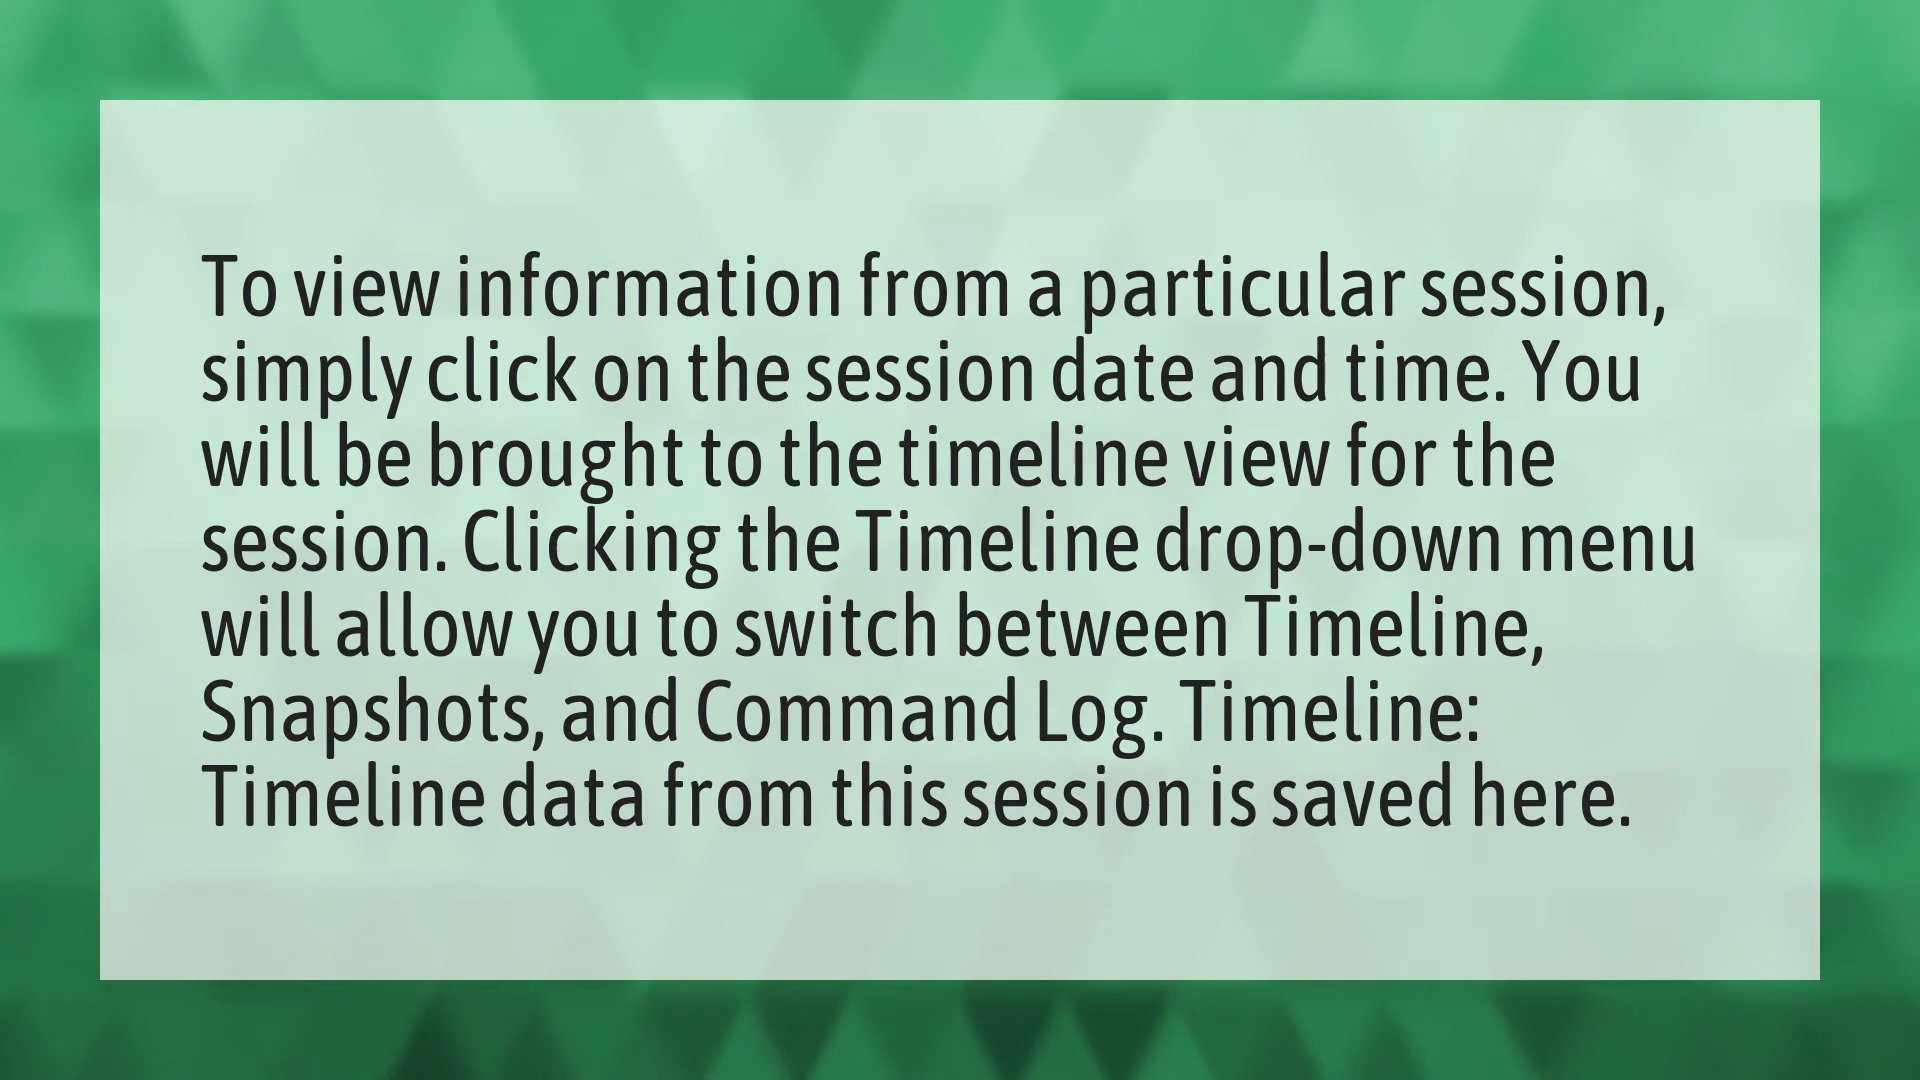 To view information from a particular session,
simply click on the session date and time. You
will be brought to the timeline view for the
session. Clicking the Timeline drop-down menu
will allow you to switch between Timeline,
Snapshots, and Command Log. Timeline:
Timeline data from this session is saved here.